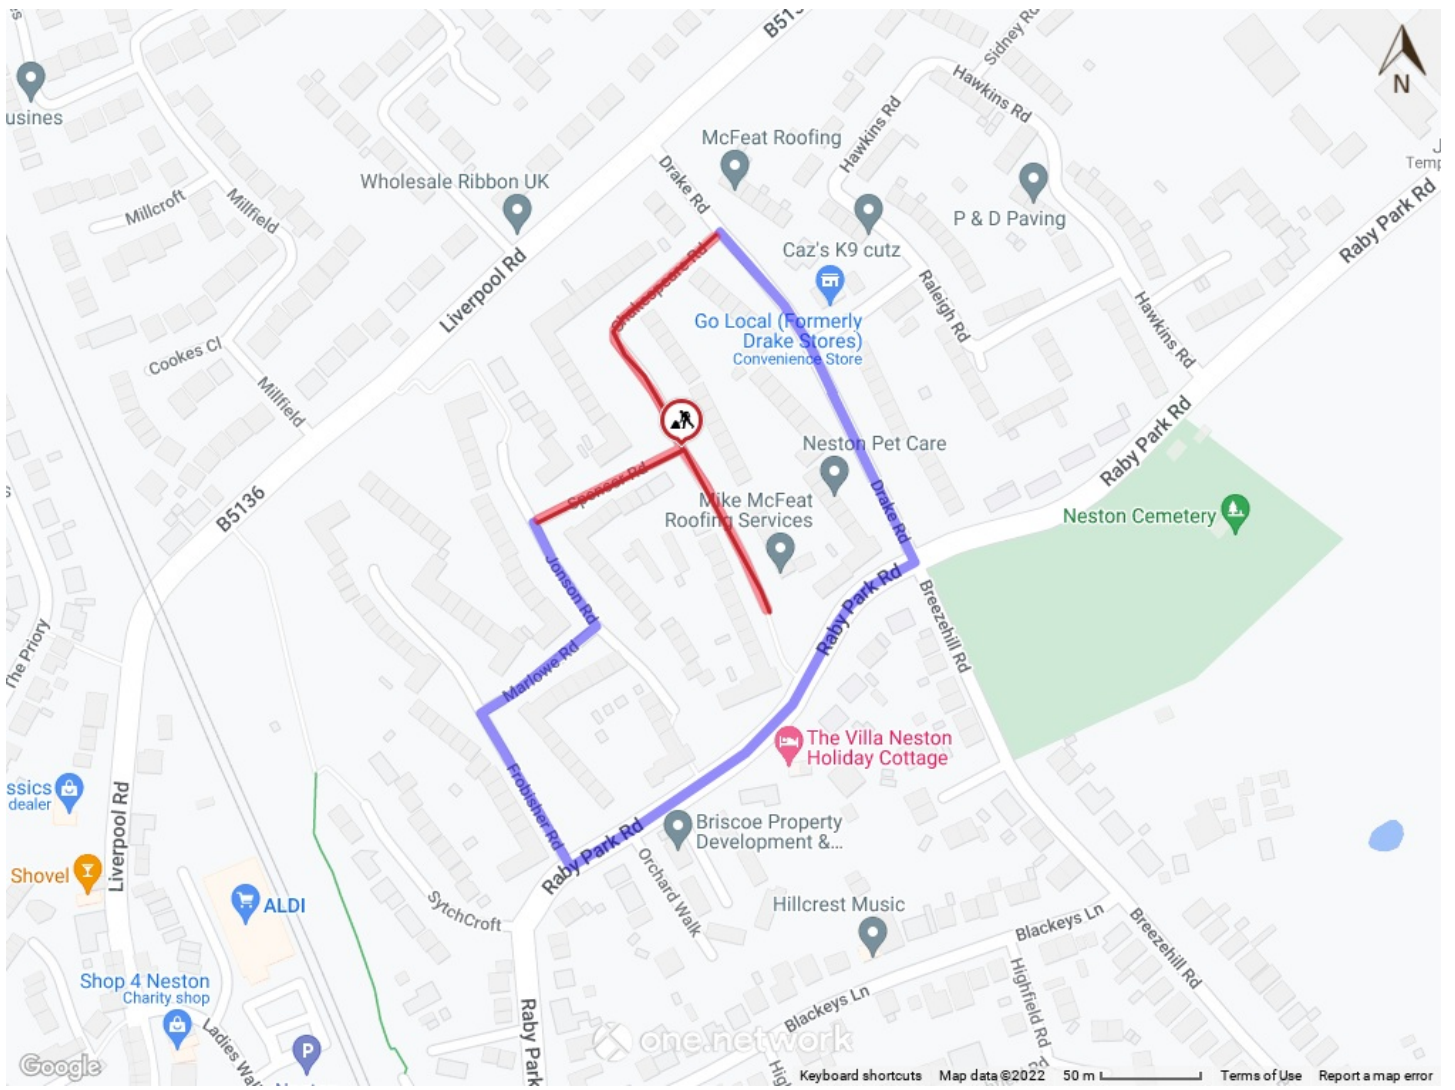 B513
Sidney Rd
N
usines
McFeat Roofing
Hawkins Rd
Hawkins Rd
Drake Rd
Temp
Wholesale Ribbon UK
Millcroft
Millfield
P & D Paving
Raby Park Rd
Caz's K9 cutz
Shakespeare Rd
Liverpool Rd
Raleigh Rd
Hawkins Rd
Go Local (Formerly
Drake Stores)
Convenience Store
Cookes Cl
Millfield
Raby Park Rd
Neston Pet Care
Spencer Rd
Mike McFeat
Roofing Services
Drake Rd
B5136
Neston Cemetery
Jonson Rd
Raby Park Rd
Breezehill Rd
The Priory
Marlowe Rd
The Villa Neston
Holiday Cottage
ssics
dealer
Liverpool Rd
Frobisher Rd
Raby Park Rd
Briscoe Property
Development &...
Shovel
ALDI
SytchCroft
Orchard Walk
Hillcrest Music
Blackeys Ln
Breezehill Rd
Shop 4 Neston
Charity shop
Highfield Rd
Blackeys Ln
Ladies Wal
P
Raby Park
one.network
Google
Keyboard shortcuts Map data ©2022 50 m Terms of Use Report a map error